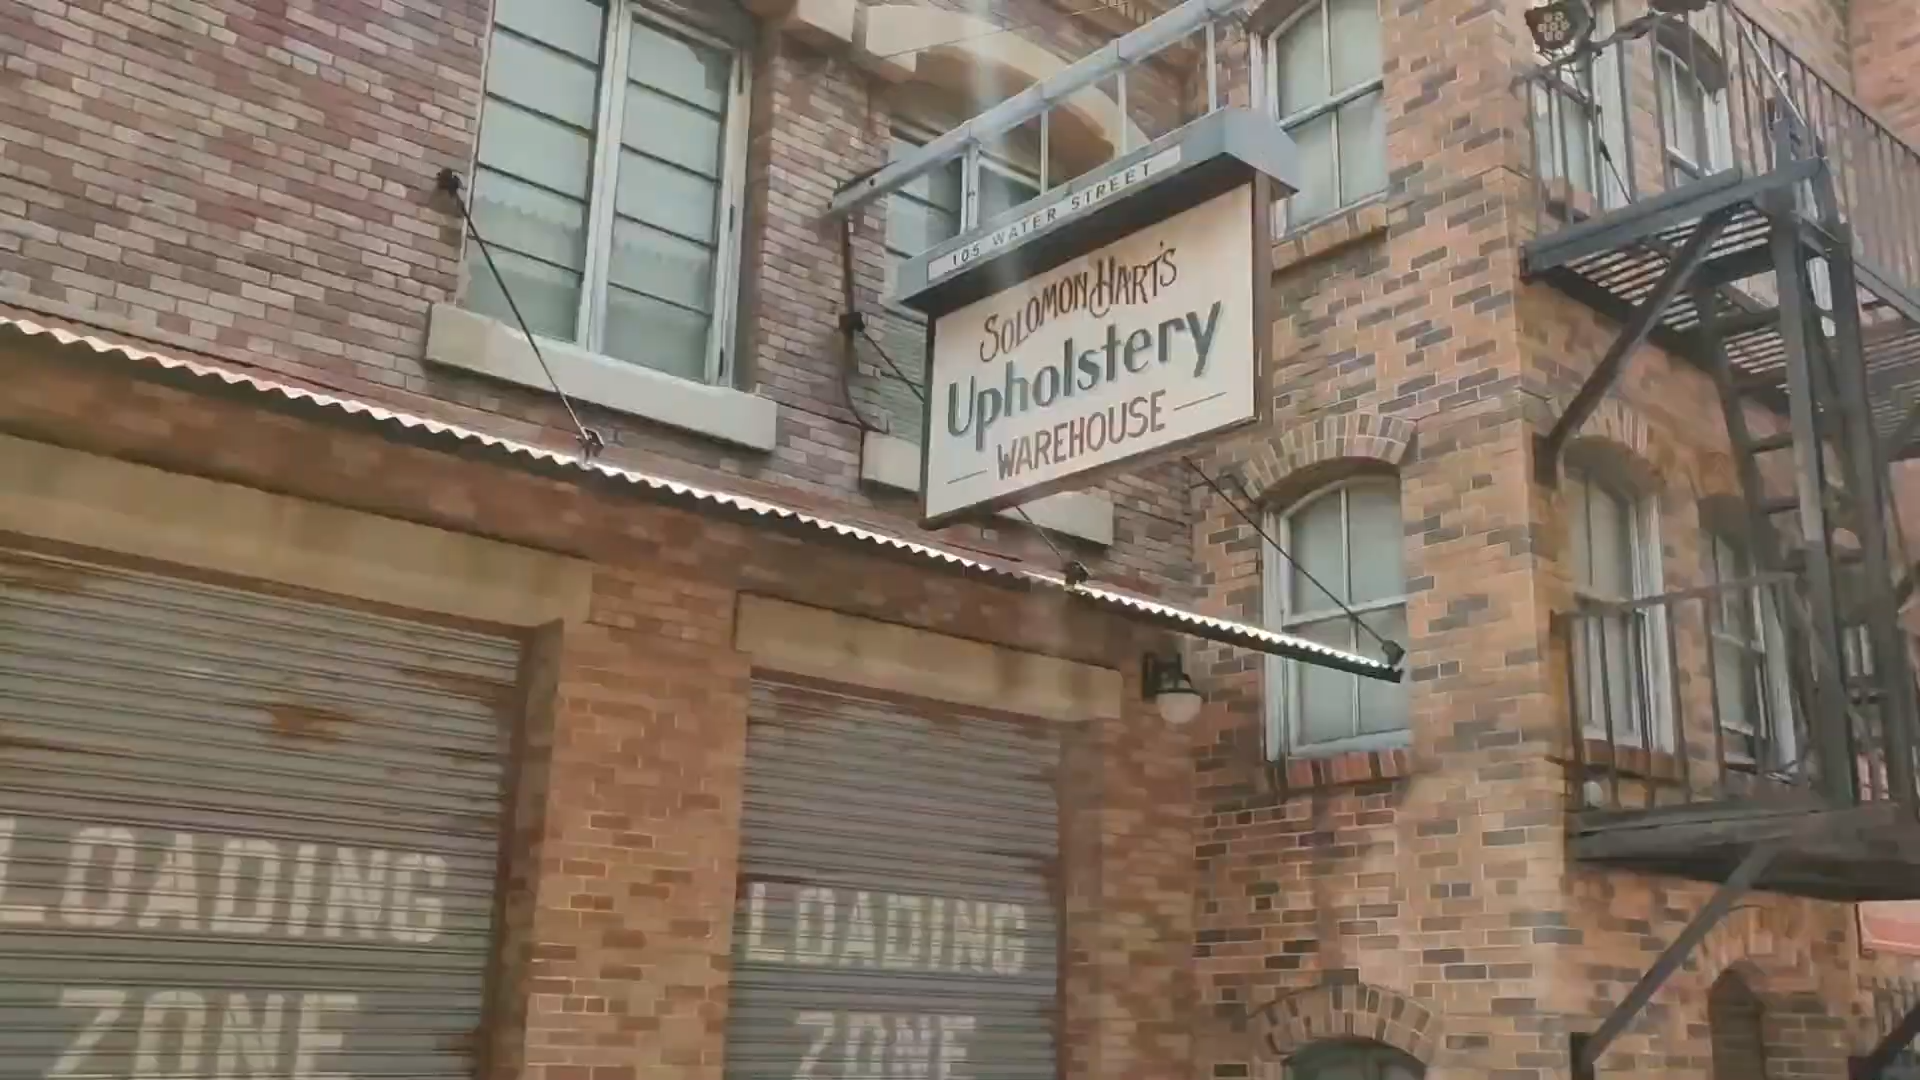 105 WATER STREET
SOLOMON HART'S
Upholstery
WAREHOUSE
LOADING
ZONE
LOADING
ZONE